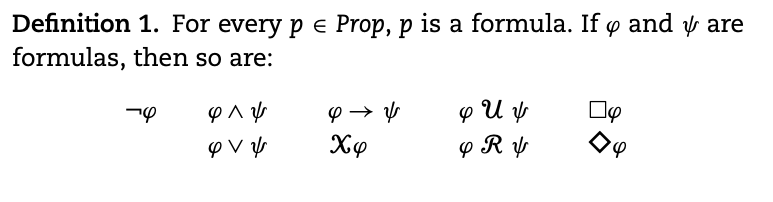 Definition 1. For every p ∈ Prop, p is a formula. If φ and ψ are
formulas, then so are:
¬φ φ ∧ ψ φ → ψ φ 𝒰 ψ □φ
φ ∨ ψ 𝒳φ φ ℛ ψ ◇φ